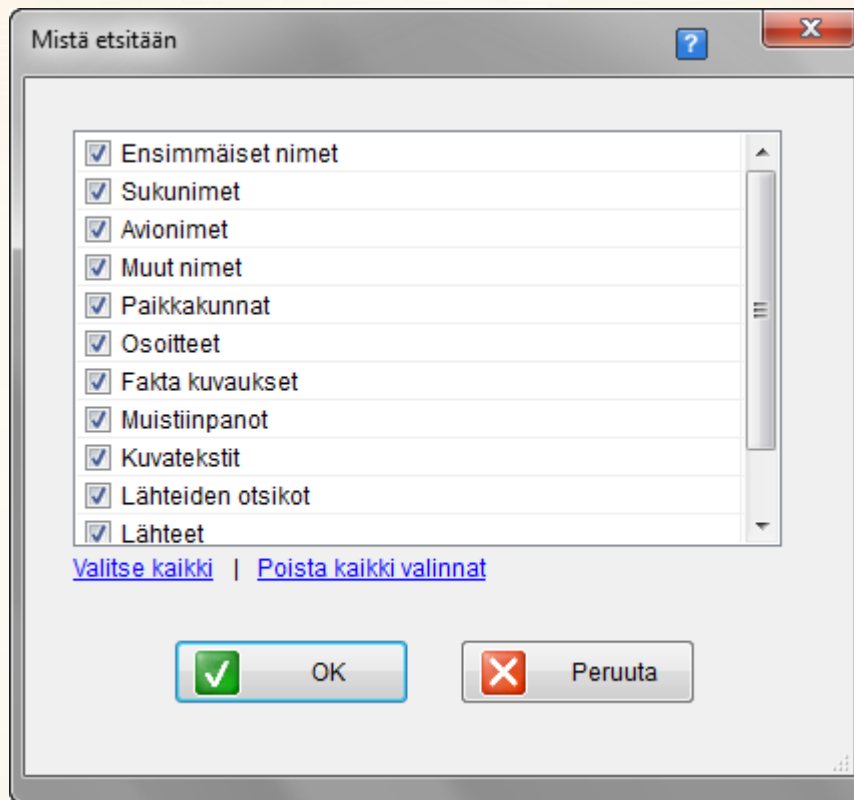 Mistä etsitään
Ensimmäiset nimet
Sukunimet
Avionimet
Muut nimet
Paikkakunnat
Osoitteet
Fakta kuvaukset
Muistiinpanot
Kuvatekstit
Lähteiden otsikot
Lähteet
Valitse kaikki | Poista kaikki valinnat
OK Peruuta